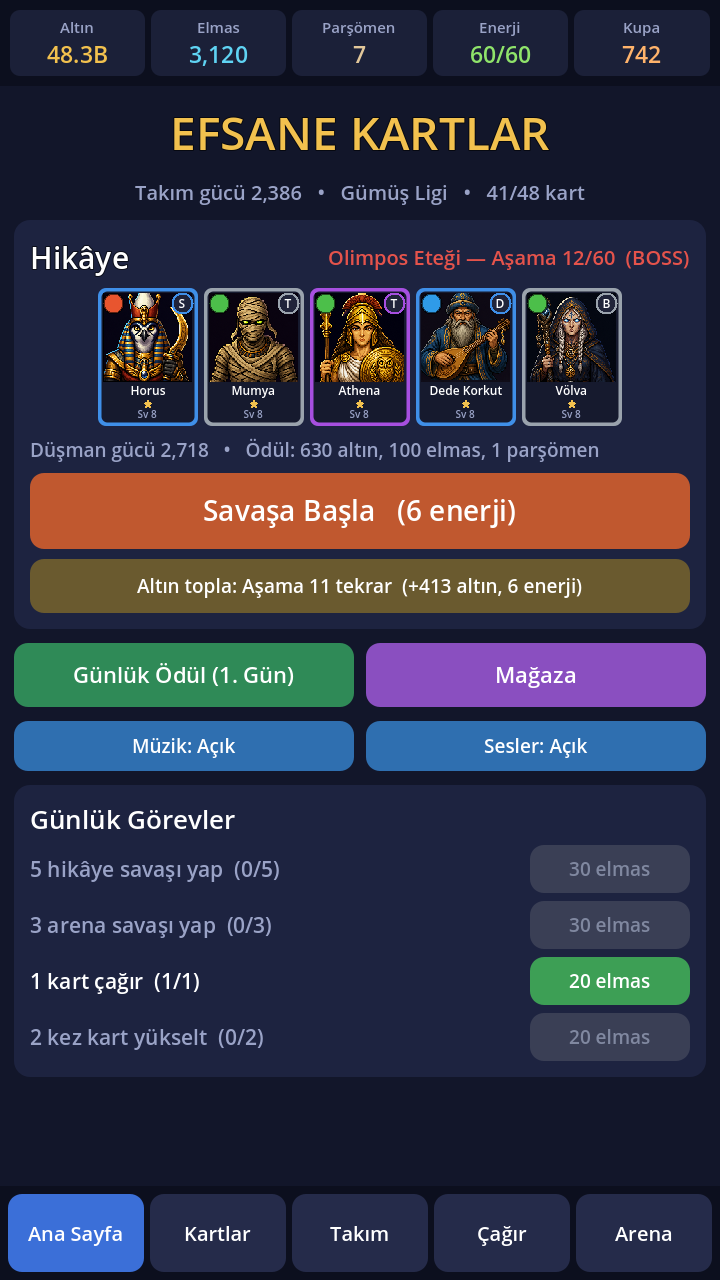 Altın Elmas Parşömen Enerji Kupa
48.3B 3,120 7 60/60 742
EFSANE KARTLAR
Takım gücü 2,386 • Gümüş Ligi • 41/48 kart
Hikâye Olimpos Eteği — Aşama 12/60 (BOSS)
S T T D B
Horus Mumya Athena Dede Korkut Völva
Sv 8 Sv 8 Sv 8 Sv 8 Sv 8
Düşman gücü 2,718 • Ödül: 630 altın, 100 elmas, 1 parşömen
Savaşa Başla (6 enerji)
Altın topla: Aşama 11 tekrar (+413 altın, 6 enerji)
Günlük Ödül (1. Gün) Mağaza
Müzik: Açık Sesler: Açık
Günlük Görevler
5 hikâye savaşı yap (0/5) 30 elmas
3 arena savaşı yap (0/3) 30 elmas
1 kart çağır (1/1) 20 elmas
2 kez kart yükselt (0/2) 20 elmas
Ana Sayfa Kartlar Takım Çağır Arena